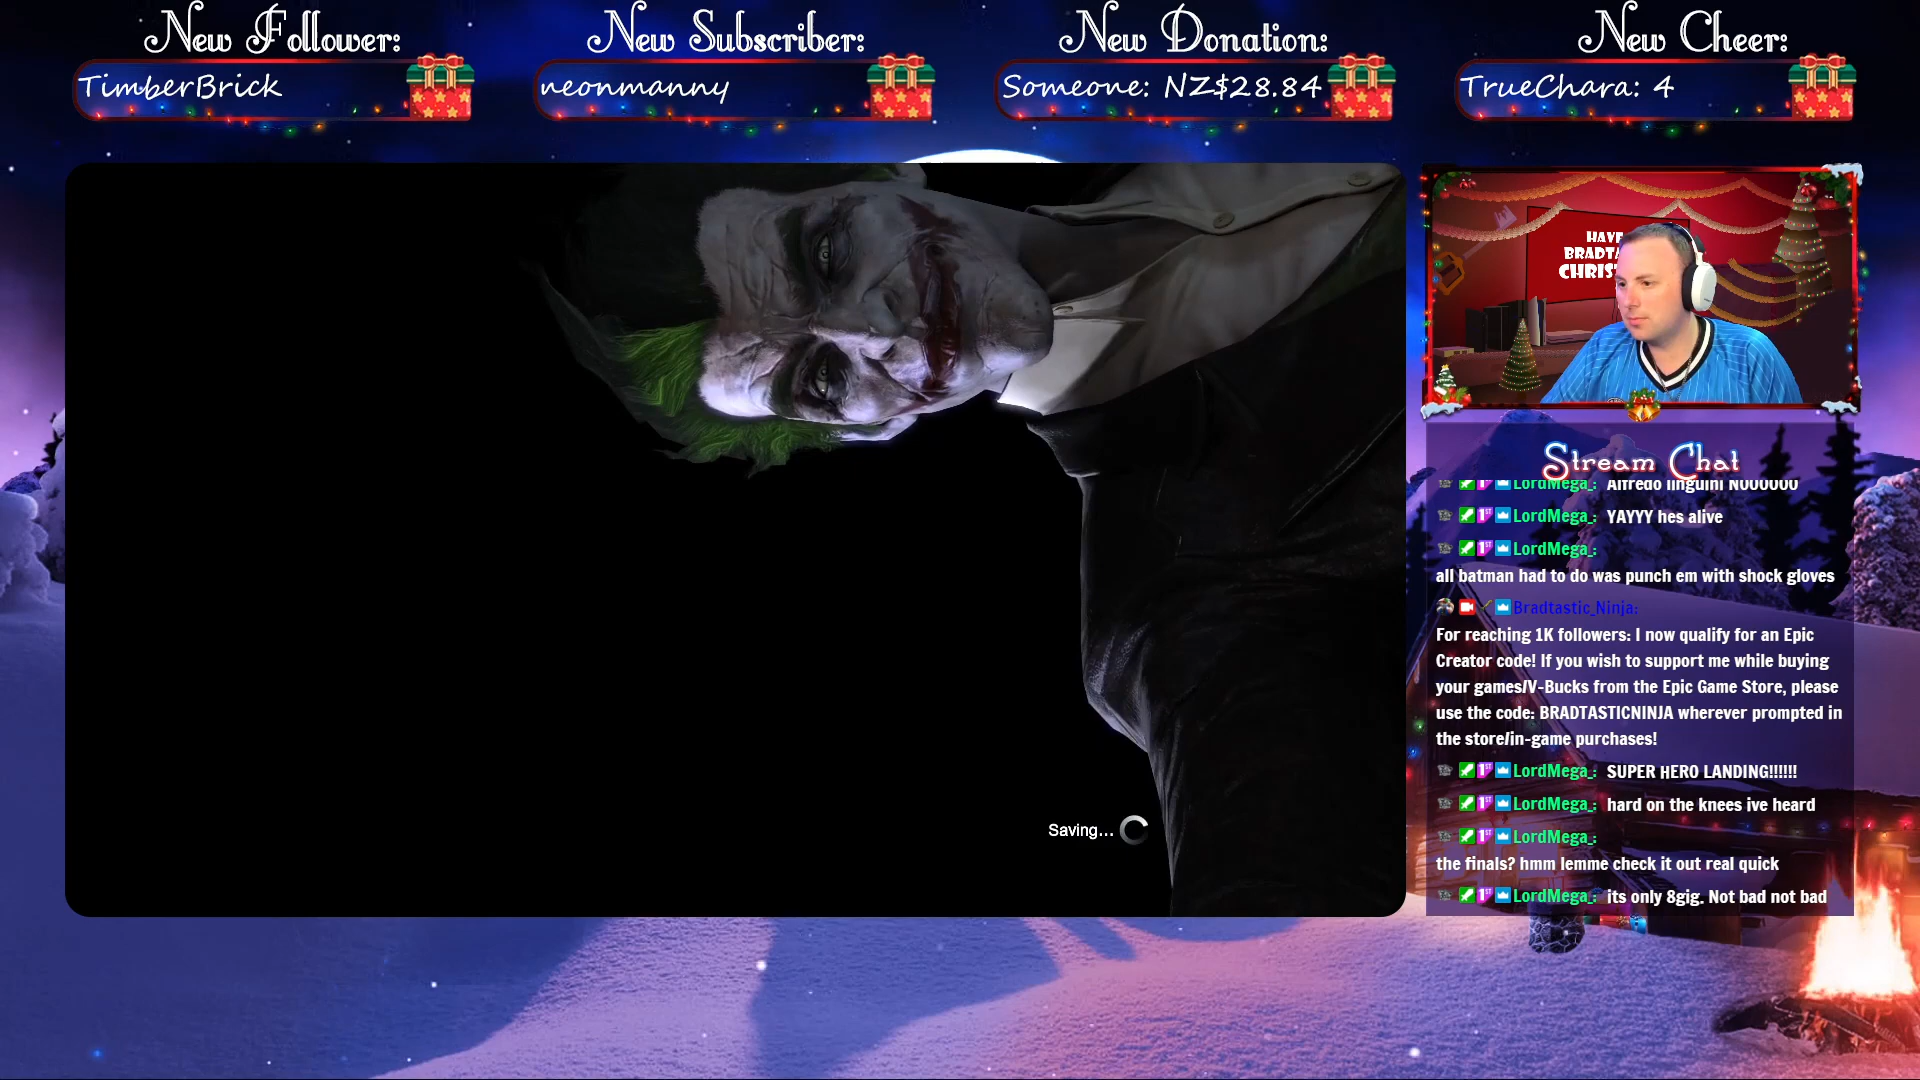 New Follower:
New Subscriber:
New Donation:
New Cheer:
TimberBrick
neonmanny
Someone: NZ$28.84
TrueChara: 4
HAVE
CHRIS
Saving...
Stream Chat
LordMega_: Alfredo linguini NOOOOOO
LordMega_: YAYYY hes alive
LordMega_:
all batman had to do was punch em with shock gloves
Bradtastic_Ninja:
For reaching 1K followers: I now qualify for an Epic
Creator code! If you wish to support me while buying
your games/V-Bucks from the Epic Game Store, please
use the code: BRADTASTICNINJA wherever prompted in
the store/in-game purchases!
LordMega_: SUPER HERO LANDING!!!!!!
LordMega_: hard on the knees ive heard
LordMega_:
the finals? hmm lemme check it out real quick
LordMega_: its only 8gig. Not bad not bad